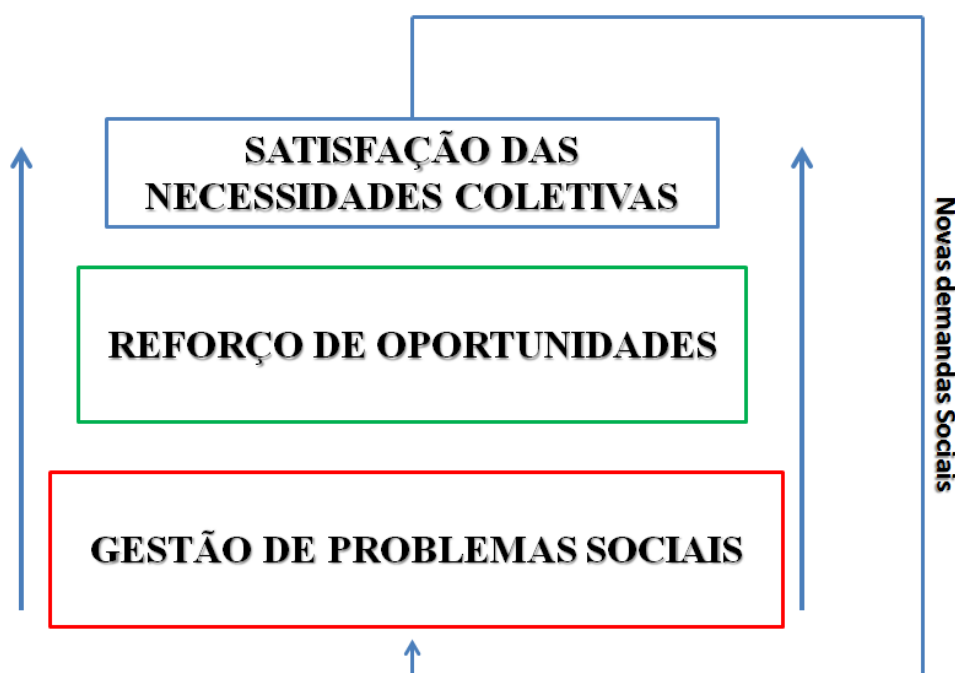 SATISFAÇÃO DAS
NECESSIDADES COLETIVAS
REFORÇO DE OPORTUNIDADES
GESTÃO DE PROBLEMAS SOCIAIS
Novas demandas Sociais